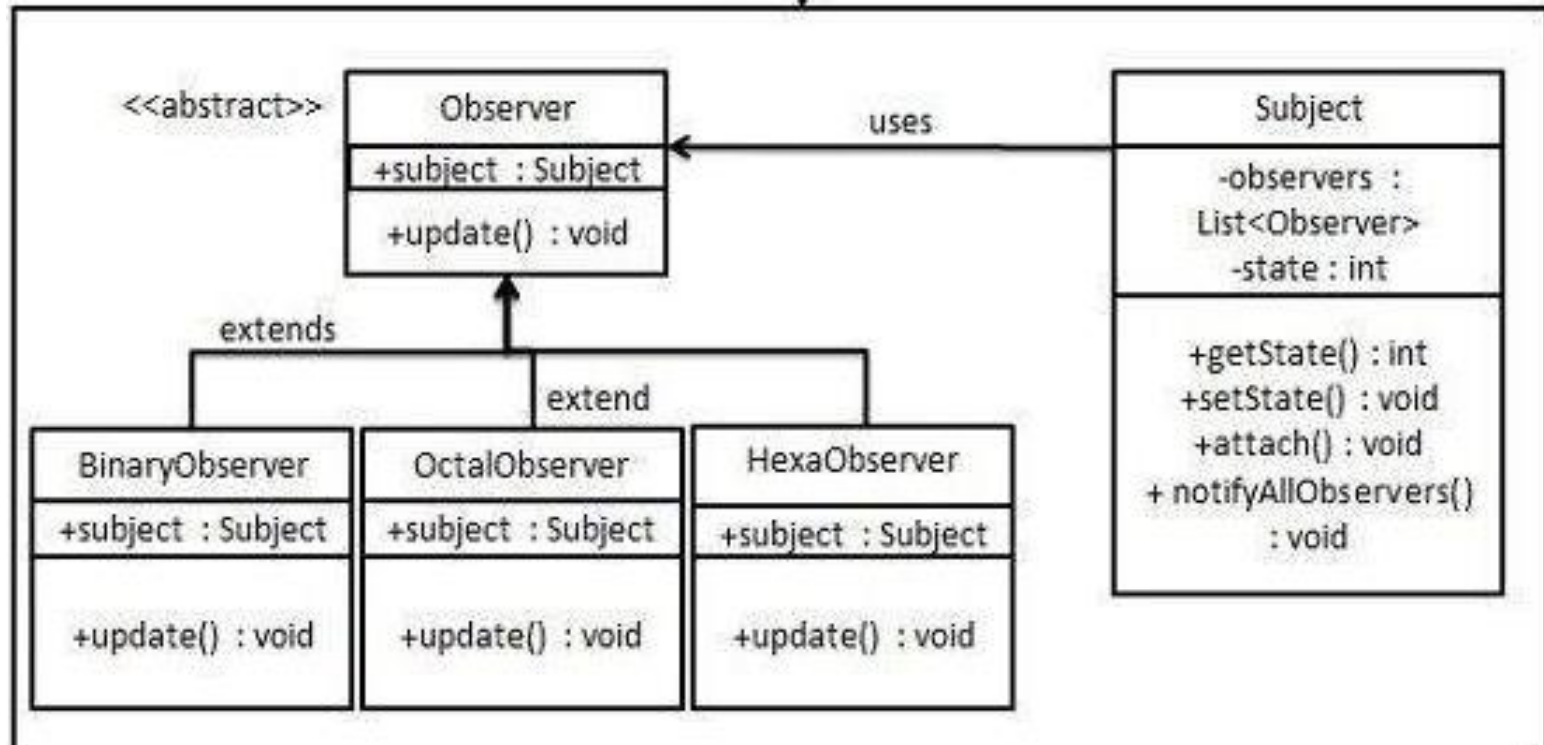 <<abstract>>
Observer
+subject : Subject
+update() : void
uses
Subject
-observers :
List<Observer>
-state : int
+getState() : int
+setState() : void
+attach() : void
+ notifyAllObservers()
: void
extends
extend
BinaryObserver
+subject : Subject
+update() : void
OctalObserver
+subject : Subject
+update() : void
HexaObserver
+subject : Subject
+update() : void